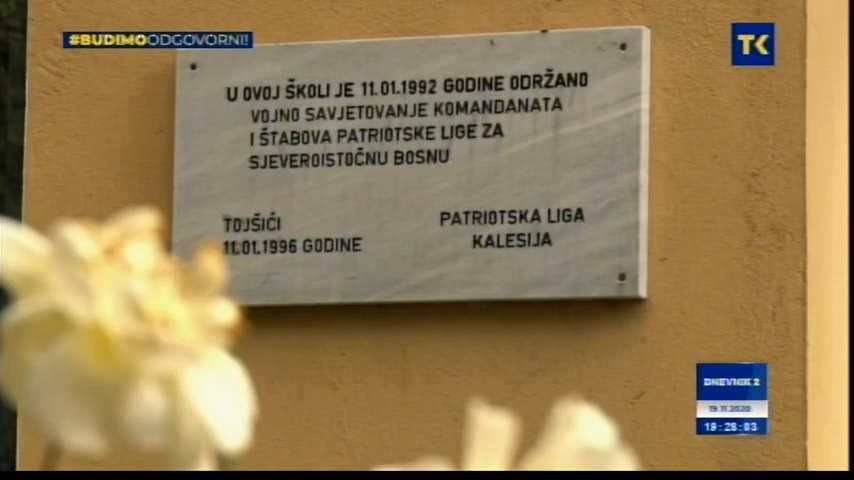 #BUDIMOODGOVORNI!
TK
U OVOJ ŠKOLI JE 11.01.1992 GODINE ODRŽANO
VOJNO SAVJETOVANJE KOMANDANATA
I ŠTABOVA PATRIOTSKE LIGE ZA
SJEVEROISTOČNU BOSNU
TOJŠIĆI
11.01.1996 GODINE
PATRIOTSKA LIGA
KALESIJA
DNEVNIK 2
19.11.2020.
19:28:03